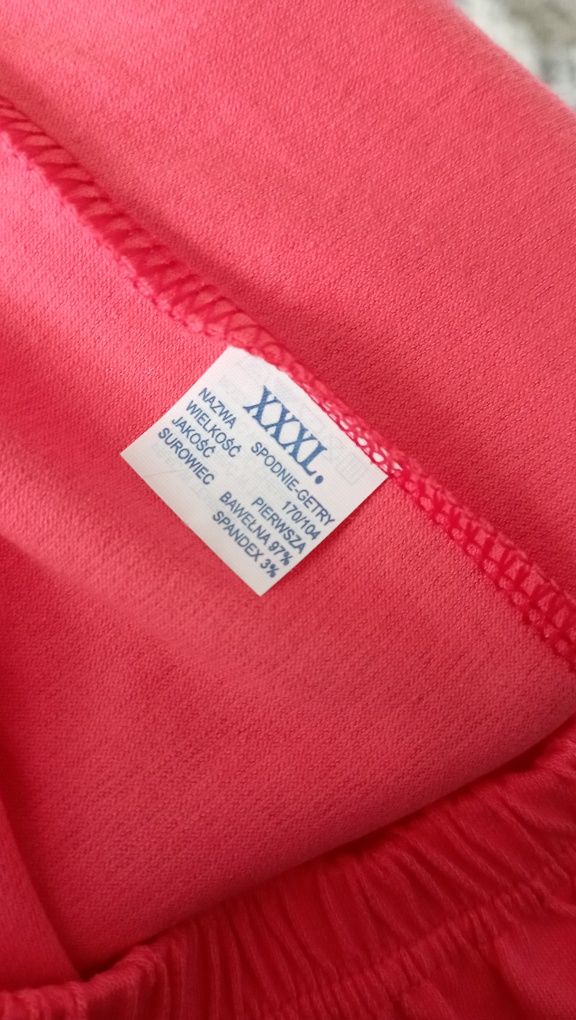 XXXL.
NAZWA SPODNIE-GETRY
WIELKOŚĆ 170/104
JAKOŚĆ PIERWSZA
SUROWIEC BAWEŁNA 97%
SPANDEX 3%